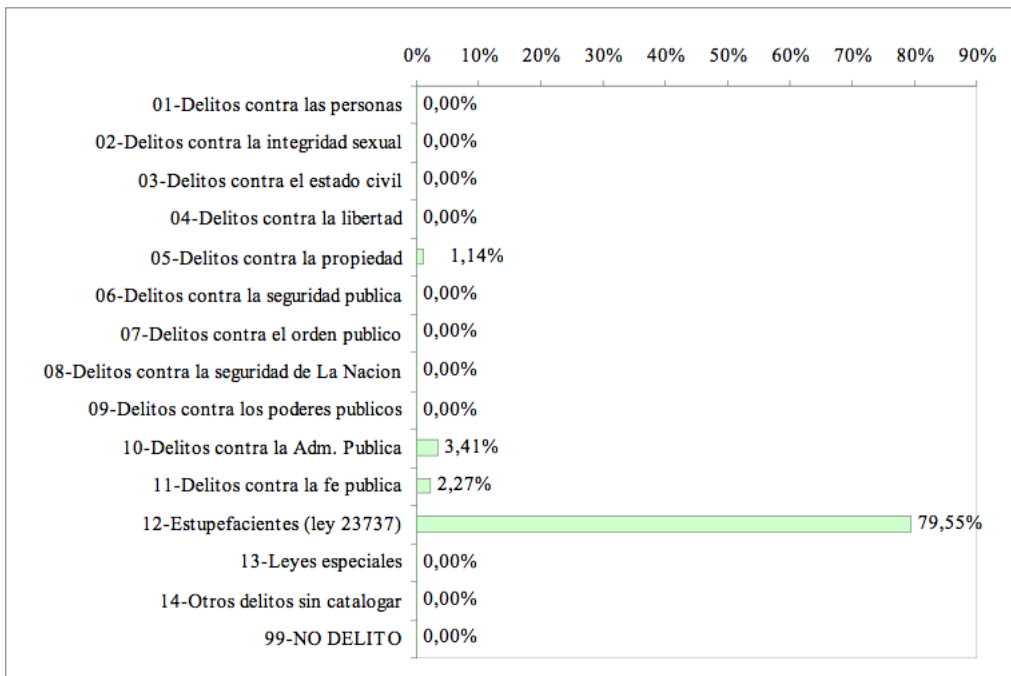 0% 10% 20% 30% 40% 50% 60% 70% 80% 90%
01-Delitos contra las personas 0,00%
02-Delitos contra la integridad sexual 0,00%
03-Delitos contra el estado civil 0,00%
04-Delitos contra la libertad 0,00%
05-Delitos contra la propiedad 1,14%
06-Delitos contra la seguridad publica 0,00%
07-Delitos contra el orden publico 0,00%
08-Delitos contra la seguridad de La Nacion 0,00%
09-Delitos contra los poderes publicos 0,00%
10-Delitos contra la Adm. Publica 3,41%
11-Delitos contra la fe publica 2,27%
12-Estupefacientes (ley 23737) 79,55%
13-Leyes especiales 0,00%
14-Otros delitos sin catalogar 0,00%
99-NO DELITO 0,00%